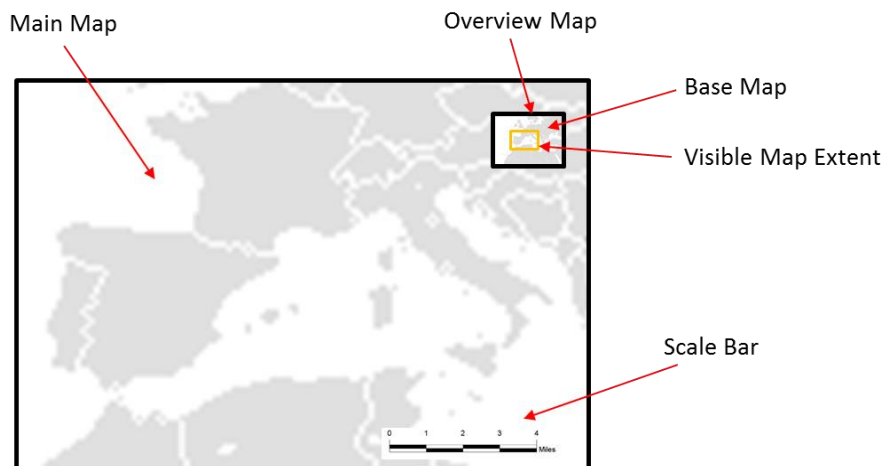 Main Map
Overview Map
Base Map
Visible Map Extent
Scale Bar
0 1 2 3 4
Miles